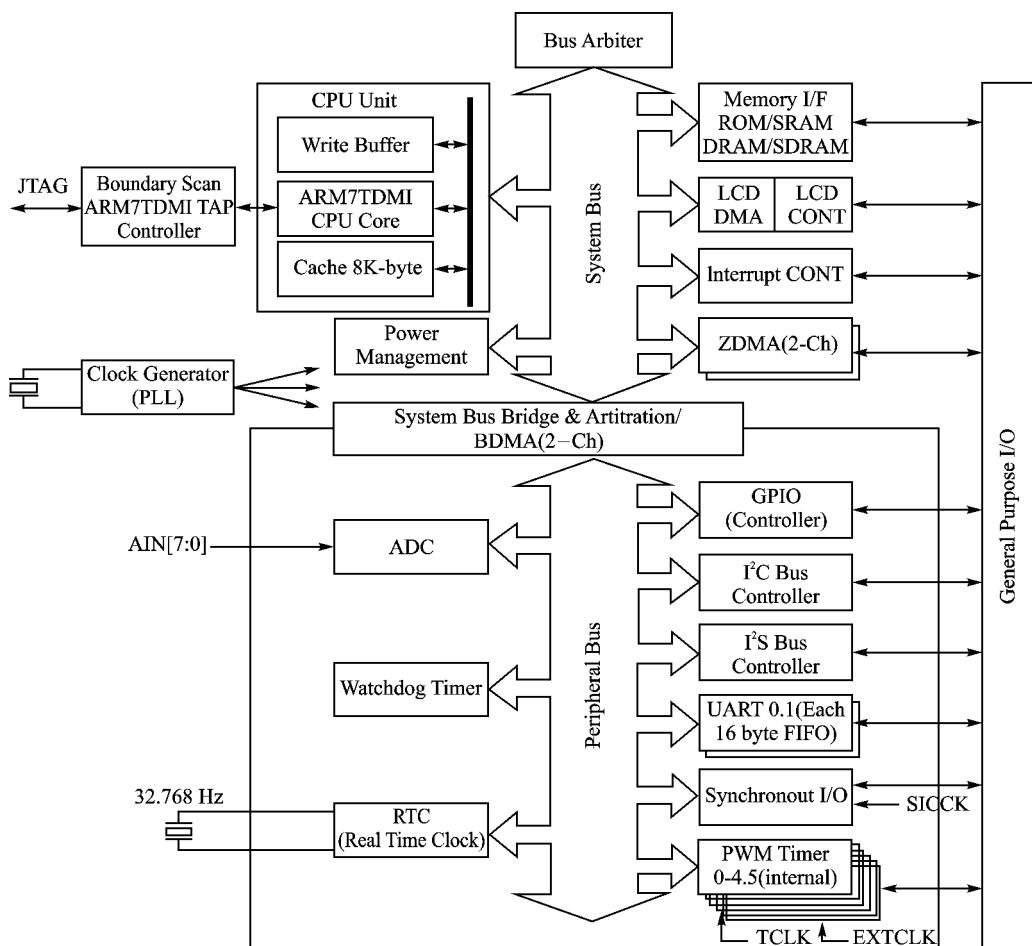 Bus Arbiter
CPU Unit
Write Buffer
ARM7TDMI
CPU Core
Cache 8K-byte
JTAG
Boundary Scan
ARM7TDMI TAP
Controller
Power
Management
Clock Generator
(PLL)
System Bus
Memory I/F
ROM/SRAM
DRAM/SDRAM
LCD
DMA
LCD
CONT
Interrupt CONT
ZDMA(2-Ch)
System Bus Bridge & Artitration/
BDMA(2−Ch)
General Purpose I/O
AIN[7:0]
ADC
Watchdog Timer
32.768 Hz
RTC
(Real Time Clock)
Peripheral Bus
GPIO
(Controller)
I²C Bus
Controller
I²S Bus
Controller
UART 0.1(Each
16 byte FIFO)
Synchronout I/O
SICCK
PWM Timer
0-4.5(internal)
TCLK
EXTCLK